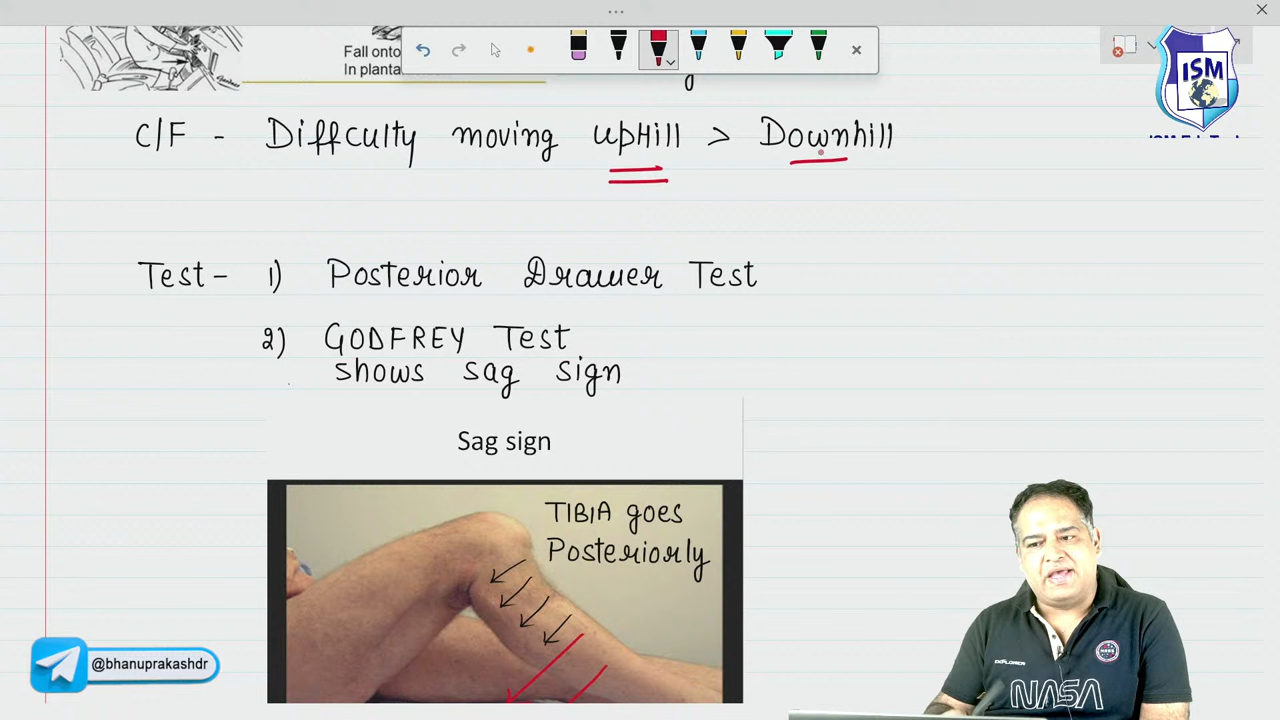 Fall onto
In planta
ISM
C/F - Diffculty moving upHill > Downhill
Test- 1) Posterior Drawer Test
2) GODFREY Test
shows sag sign
Sag sign
TIBIA goes
Posteriorly
@bhanuprakashdr
EXPLORER
NASA